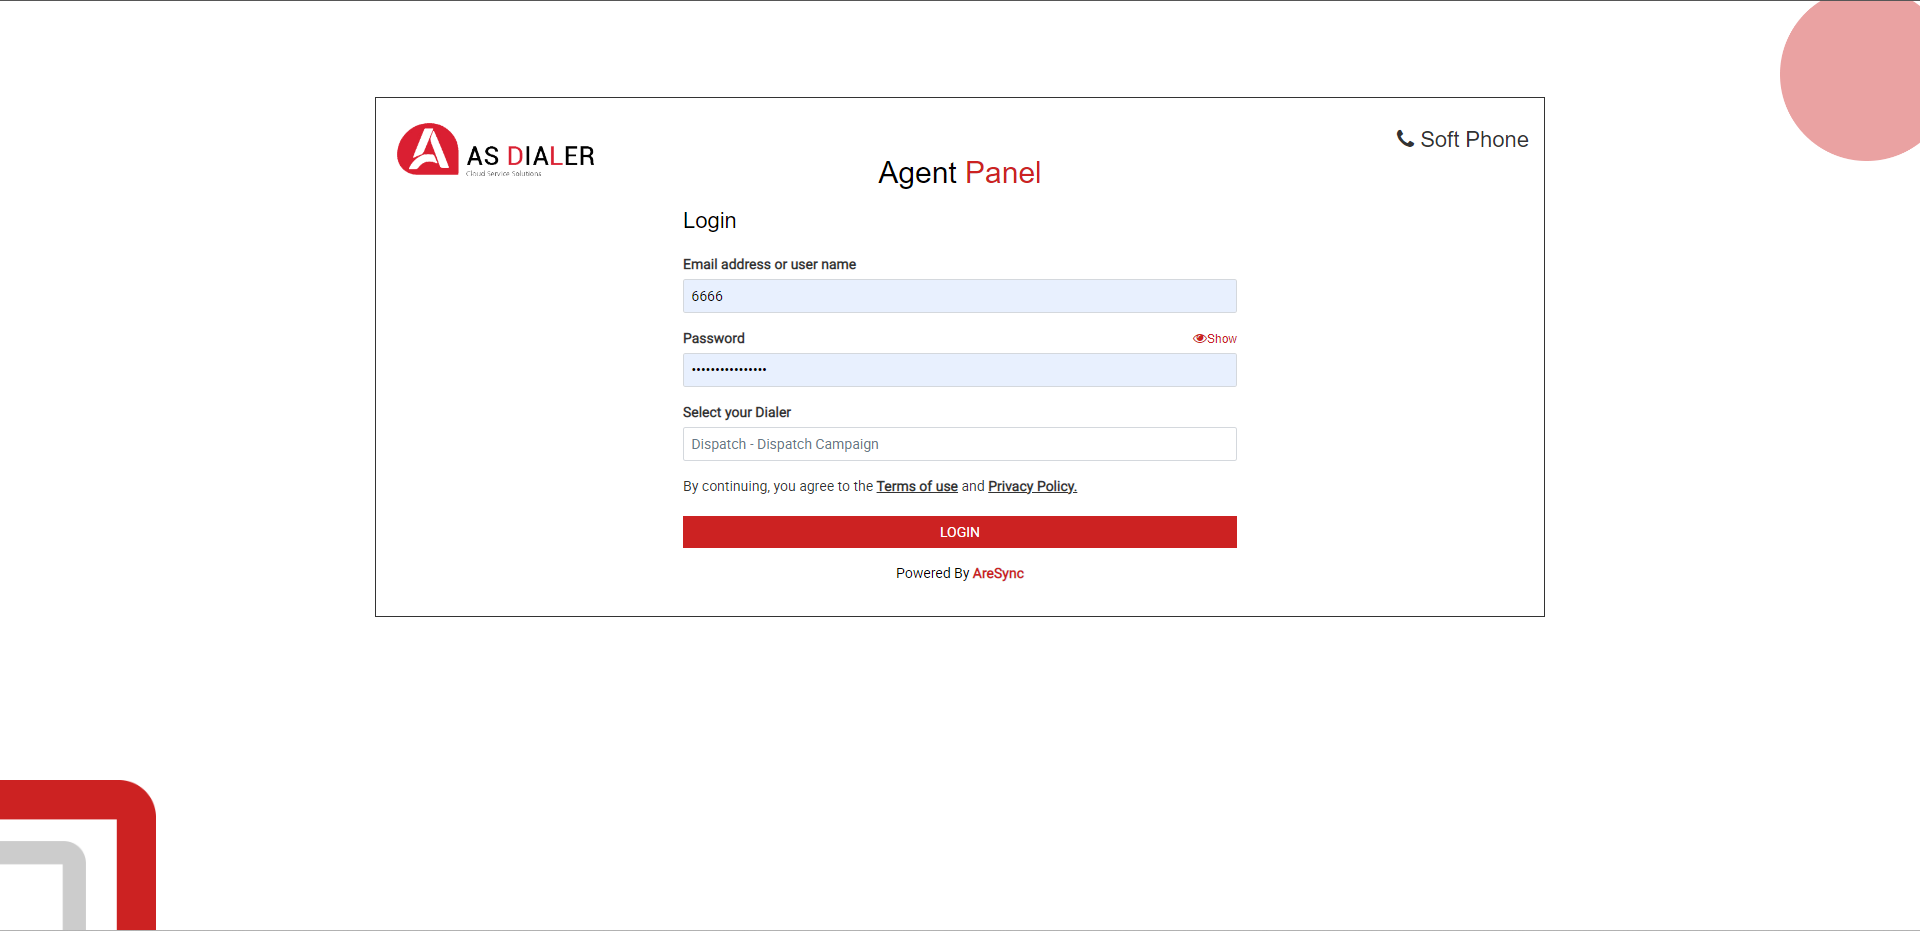 AS DIALER
Cloud Service Solutions
Soft Phone
Agent Panel
Login
Email address or user name
6666
Password
Show
••••••••••••••••
Select your Dialer
Dispatch - Dispatch Campaign
By continuing, you agree to the Terms of use and Privacy Policy.
LOGIN
Powered By AreSync